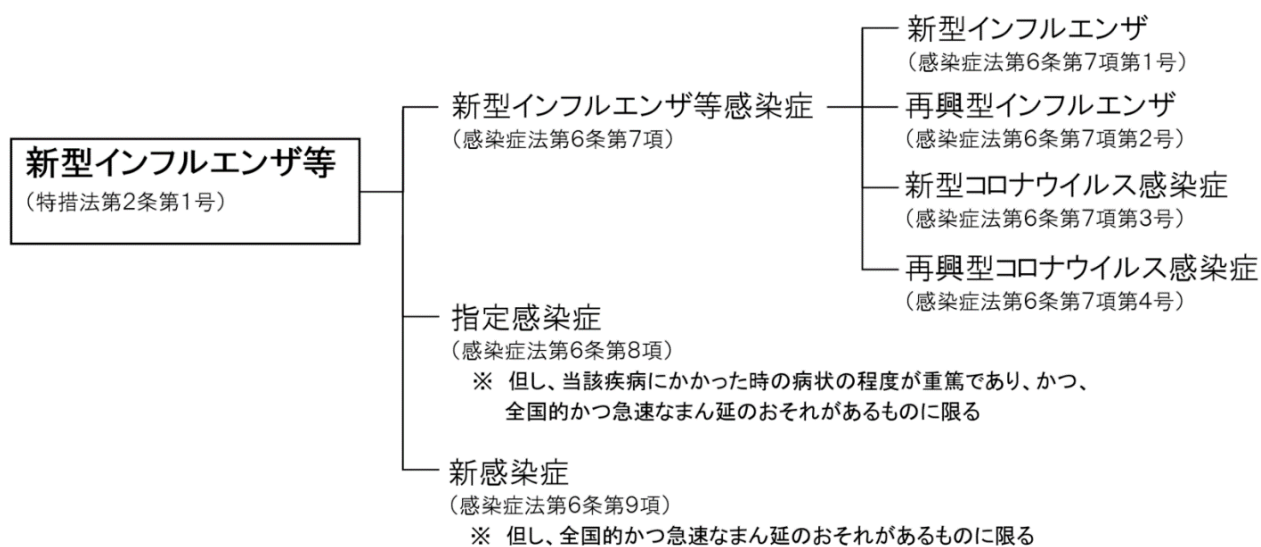 新型インフルエンザ等
（特措法第2条第1号）
新型インフルエンザ等感染症
（感染症法第6条第7項）
新型インフルエンザ
（感染症法第6条第7項第1号）
再興型インフルエンザ
（感染症法第6条第7項第2号）
新型コロナウイルス感染症
（感染症法第6条第7項第3号）
再興型コロナウイルス感染症
（感染症法第6条第7項第4号）
指定感染症
（感染症法第6条第8項）
※ 但し、当該疾病にかかった時の病状の程度が重篤であり、かつ、
全国的かつ急速なまん延のおそれがあるものに限る
新感染症
（感染症法第6条第9項）
※ 但し、全国的かつ急速なまん延のおそれがあるものに限る